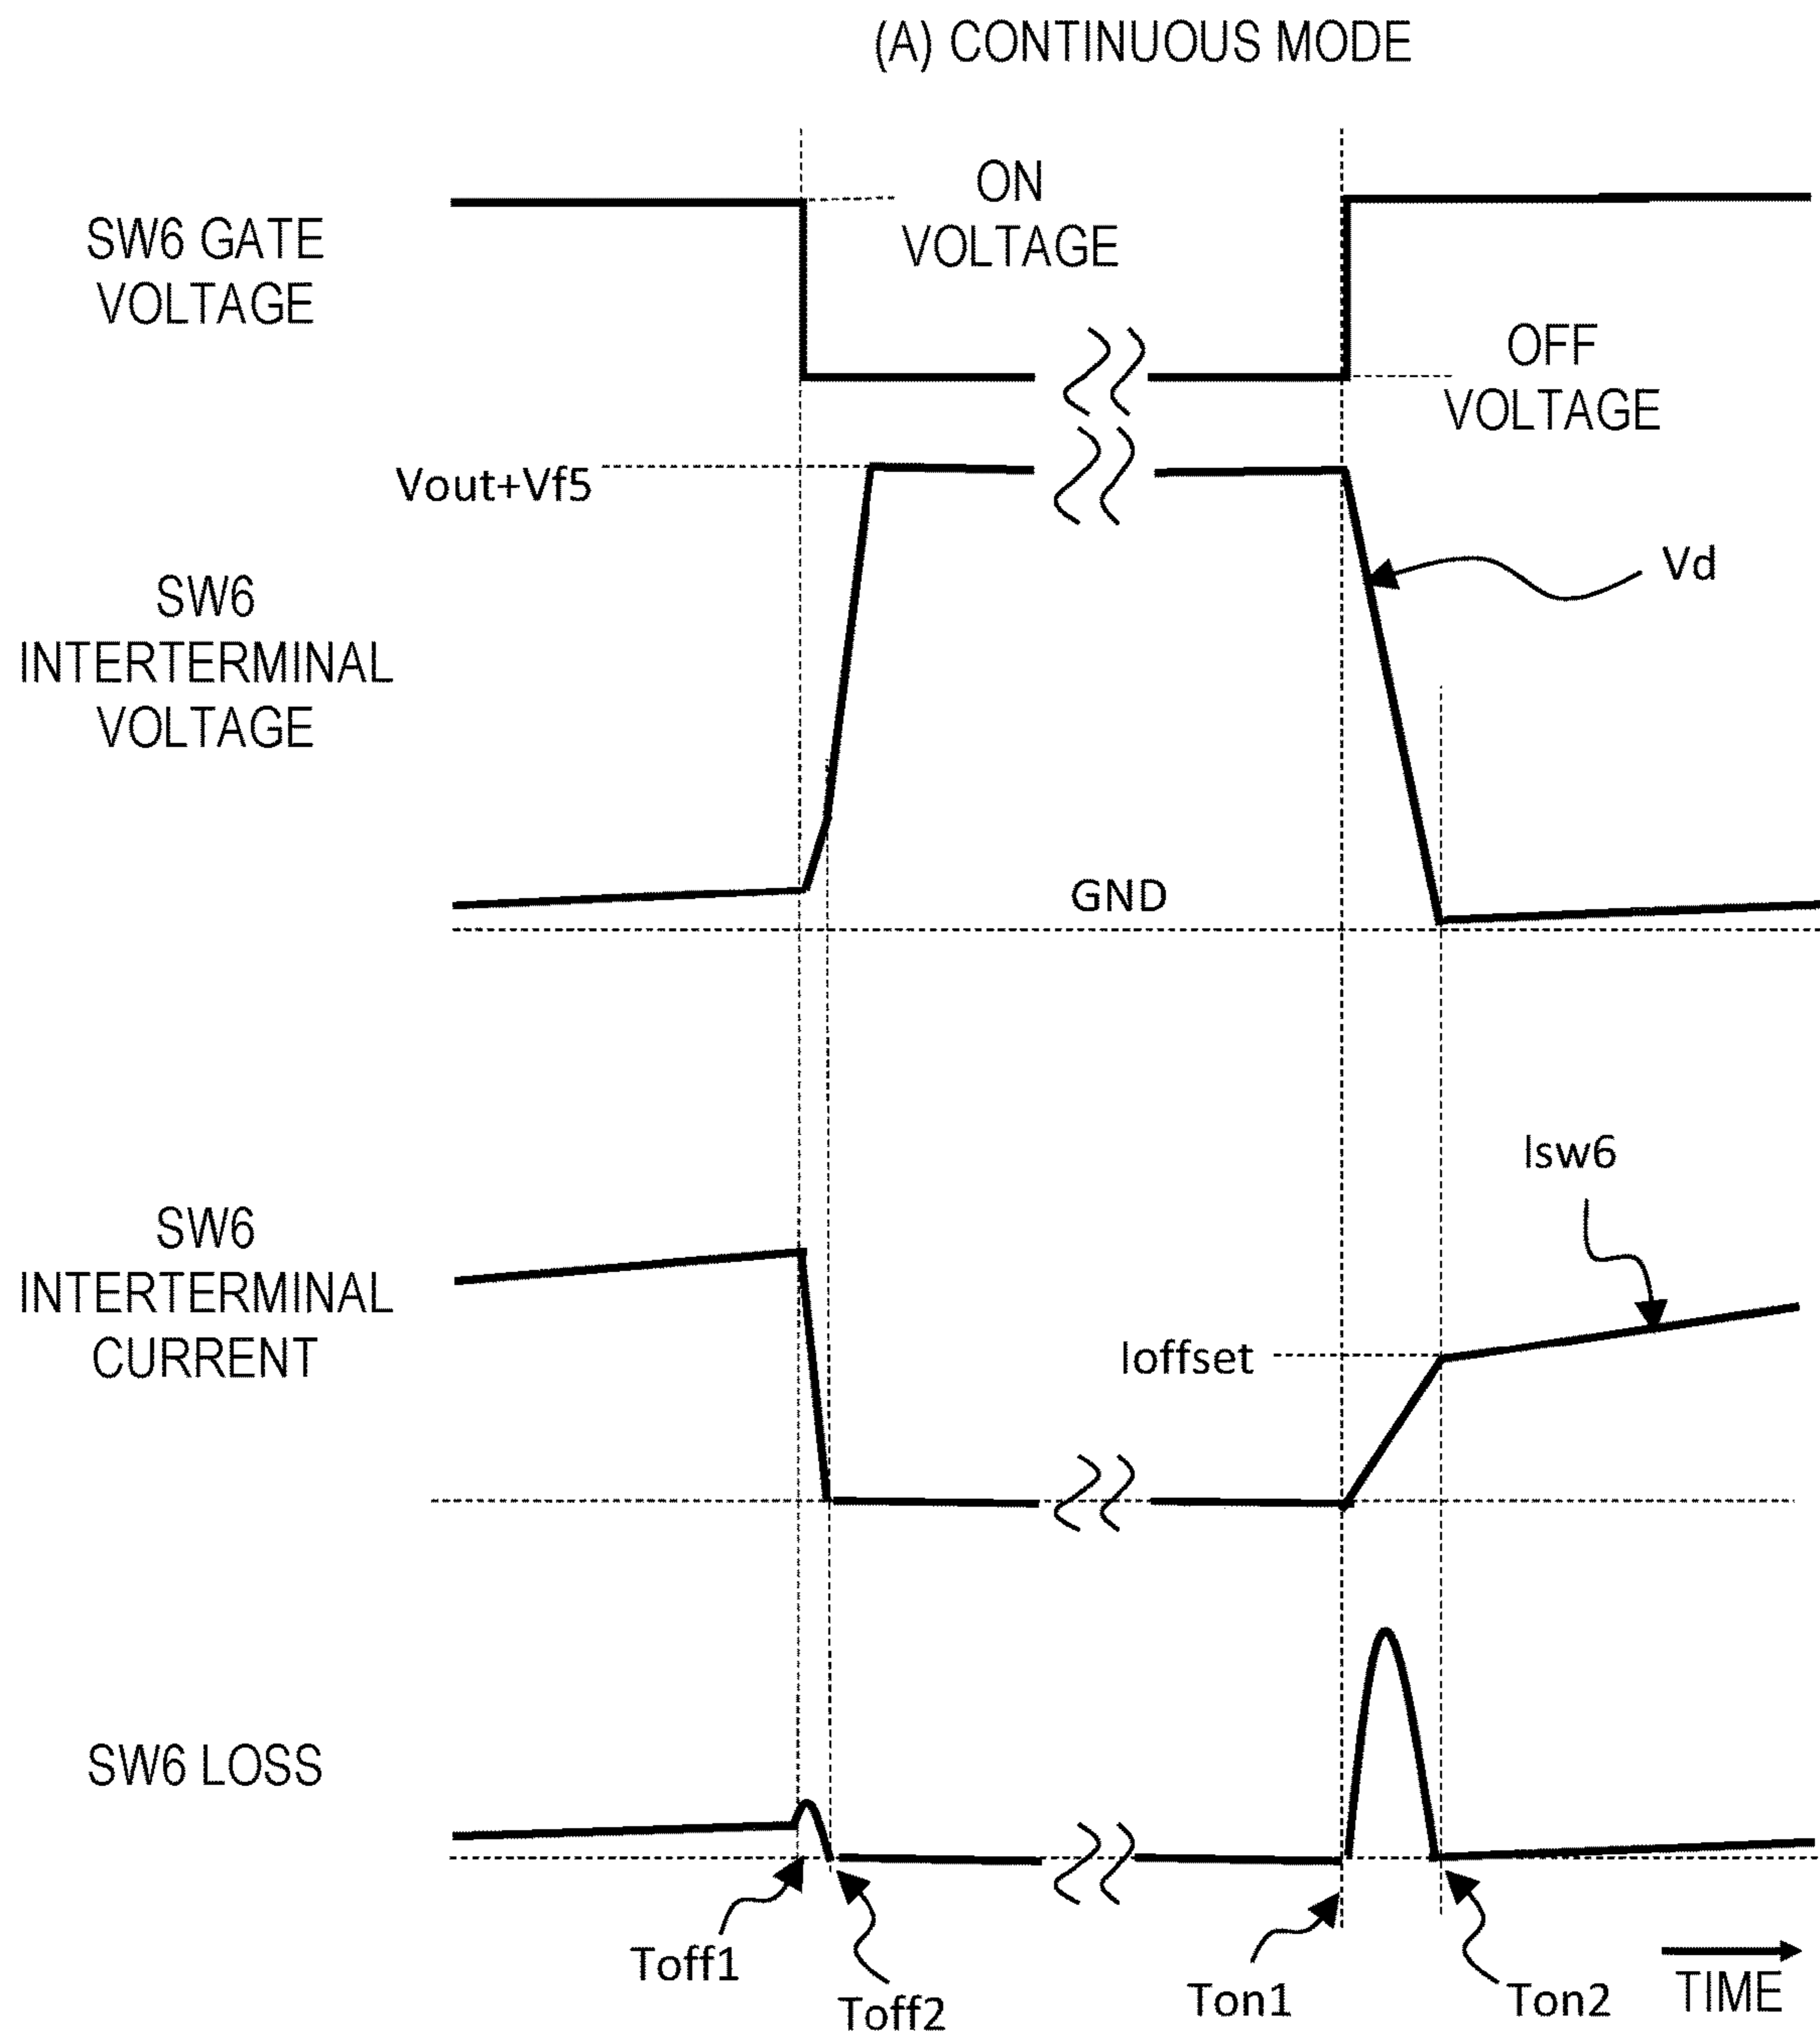 (A) CONTINUOUS MODE
ON
VOLTAGE
SW6 GATE
VOLTAGE
OFF
VOLTAGE
Vout+Vf5
Vd
SW6
INTERTERMINAL
VOLTAGE
GND
Isw6
SW6
INTERTERMINAL
CURRENT
Ioffset
SW6 LOSS
Toff1
Toff2
Ton1
Ton2
TIME